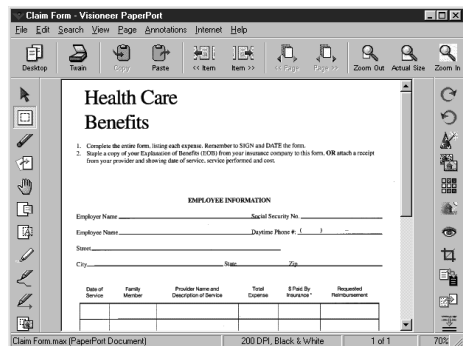 Claim Form - Visioneer PaperPort
File Edit Search View Page Annotations Internet Help
Desktop Twain Copy Paste << Item Item >> << Page Page >> Zoom Out Actual Size Zoom In
Health Care
Benefits
1. Complete the entire form, listing each expense. Remember to SIGN and DATE the form.
2. Staple a copy of your Explanation of Benefits (EOB) from your insurance company to this form. OR attach a receipt
from your provider and showing date of service, service performed and cost.
EMPLOYEE INFORMATION
Employer Name Social Security No.
Employee Name Daytime Phone #: ( ) -
Street
City State Zip
Date of Family Provider Name and Total $ Paid By Requested
Service Member Description of Service Expense Insurance * Reimbursement
Claim Form.max (PaperPort Document) 200 DPI, Black & White 1 of 1 70%